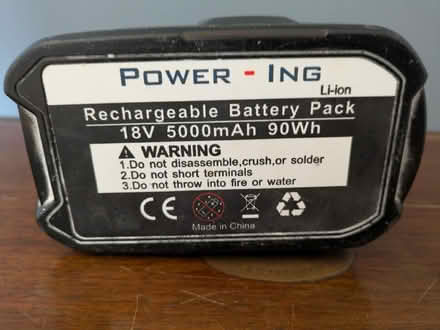 POWER - ING
Li-ion
Rechargeable Battery Pack
18V 5000mAh 90Wh
WARNING
1.Do not disassemble,crush,or solder
2.Do not short terminals
3.Do not throw into fire or water
CE
Made in China